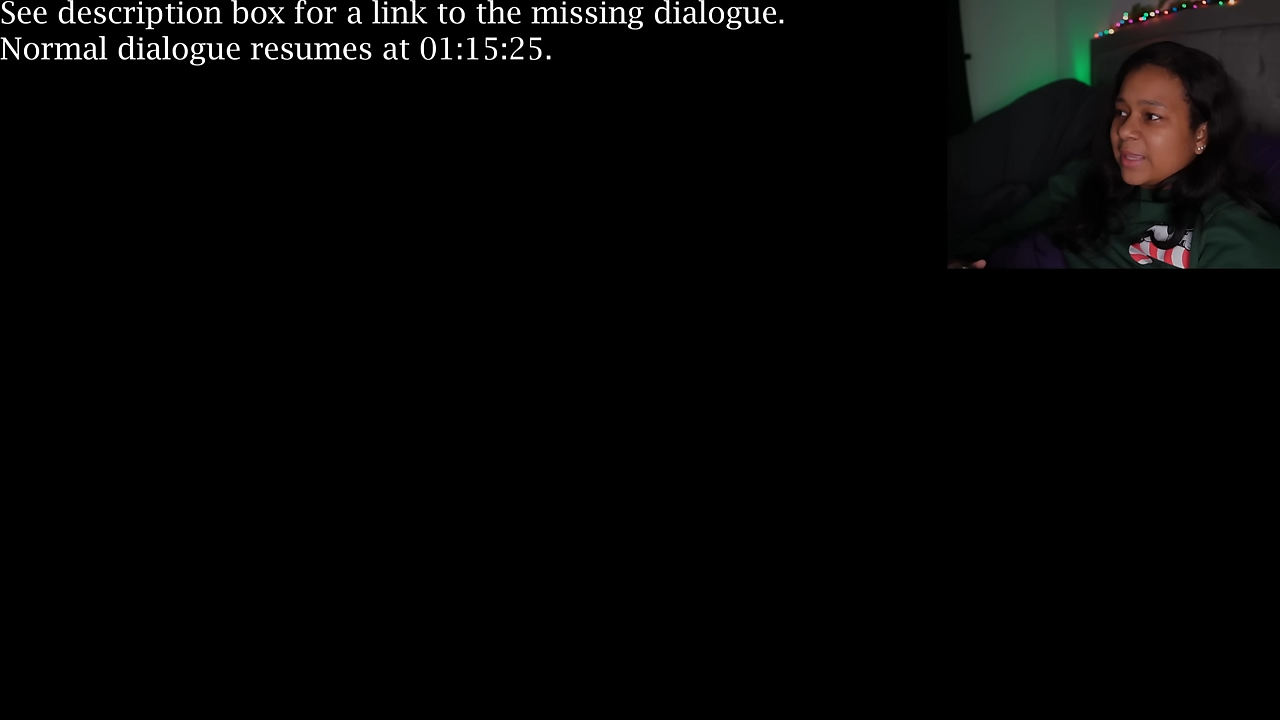 See description box for a link to the missing dialogue.
Normal dialogue resumes at 01:15:25.